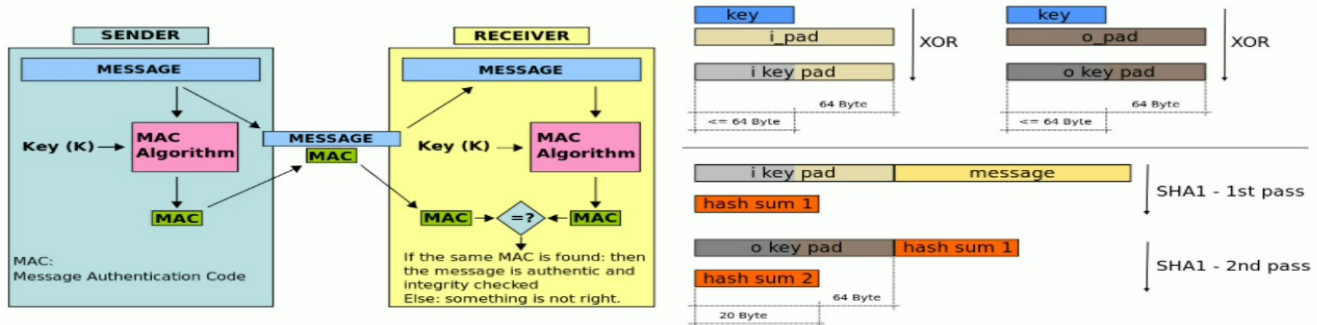 SENDER
MESSAGE
Key (K)
MAC
Algorithm
MAC
MAC:
Message Authentication Code
MESSAGE
MAC
RECEIVER
MESSAGE
Key (K)
MAC
Algorithm
MAC
=?
MAC
If the same MAC is found: then
the message is authentic and
integrity checked
Else: something is not right.
key
i_pad
XOR
i key pad
64 Byte
<= 64 Byte
key
o_pad
XOR
o key pad
64 Byte
<= 64 Byte
i key pad
message
SHA1 - 1st pass
hash sum 1
o key pad
hash sum 1
SHA1 - 2nd pass
hash sum 2
64 Byte
20 Byte